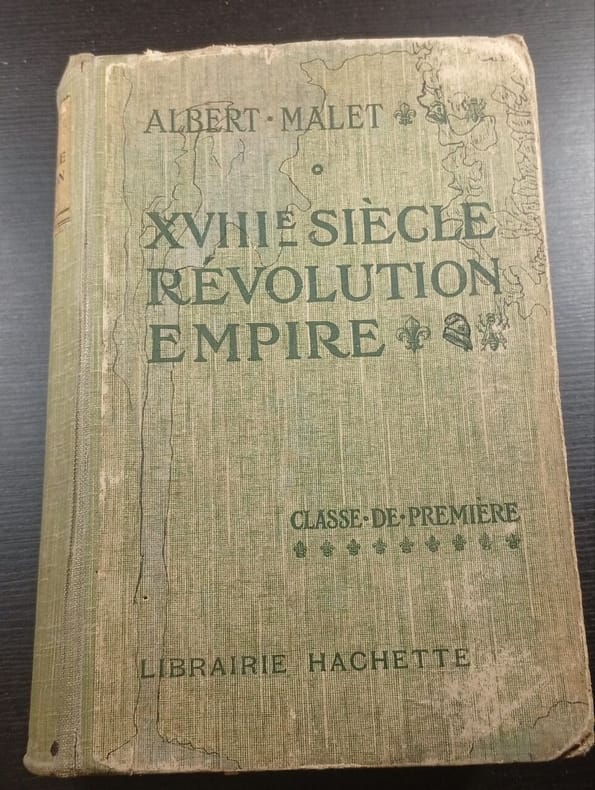 ALBERT · MALET
XVIIIE SIÈCLE
RÉVOLUTION
EMPIRE
CLASSE·DE·PREMIÈRE
LIBRAIRIE HACHETTE
E
N